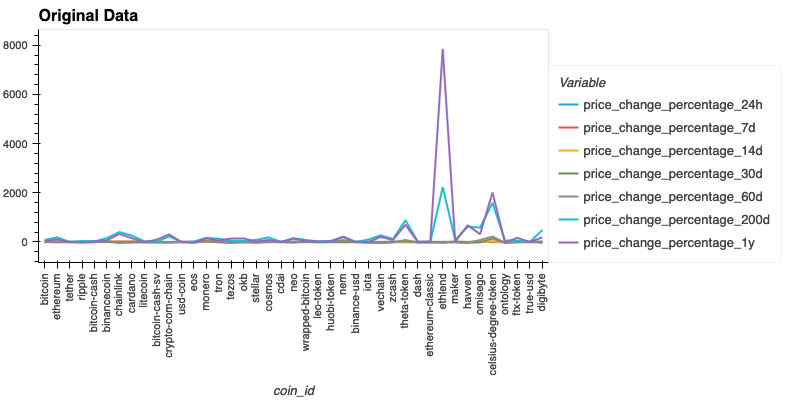 Original Data
8000
6000
4000
2000
0
Variable
price_change_percentage_24h
price_change_percentage_7d
price_change_percentage_14d
price_change_percentage_30d
price_change_percentage_60d
price_change_percentage_200d
price_change_percentage_1y
bitcoin
ethereum
tether
ripple
bitcoin-cash
binancecoin
chainlink
cardano
litecoin
bitcoin-cash-sv
crypto-com-chain
usd-coin
eos
monero
tron
tezos
okb
stellar
cosmos
cdai
neo
wrapped-bitcoin
leo-token
huobi-token
nem
binance-usd
iota
vechain
zcash
theta-token
dash
ethereum-classic
ethlend
maker
havven
omisego
celsius-degree-token
ontology
ftx-token
true-usd
digibyte
coin_id